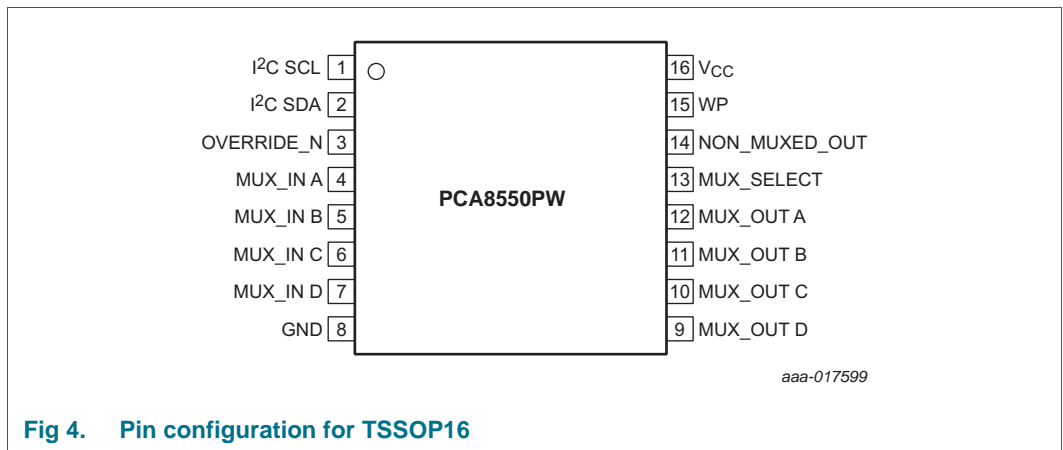 I²C SCL 1
I²C SDA 2
OVERRIDE_N 3
MUX_IN A 4
MUX_IN B 5
MUX_IN C 6
MUX_IN D 7
GND 8
PCA8550PW
16 VCC
15 WP
14 NON_MUXED_OUT
13 MUX_SELECT
12 MUX_OUT A
11 MUX_OUT B
10 MUX_OUT C
9 MUX_OUT D
aaa-017599
Fig 4. Pin configuration for TSSOP16